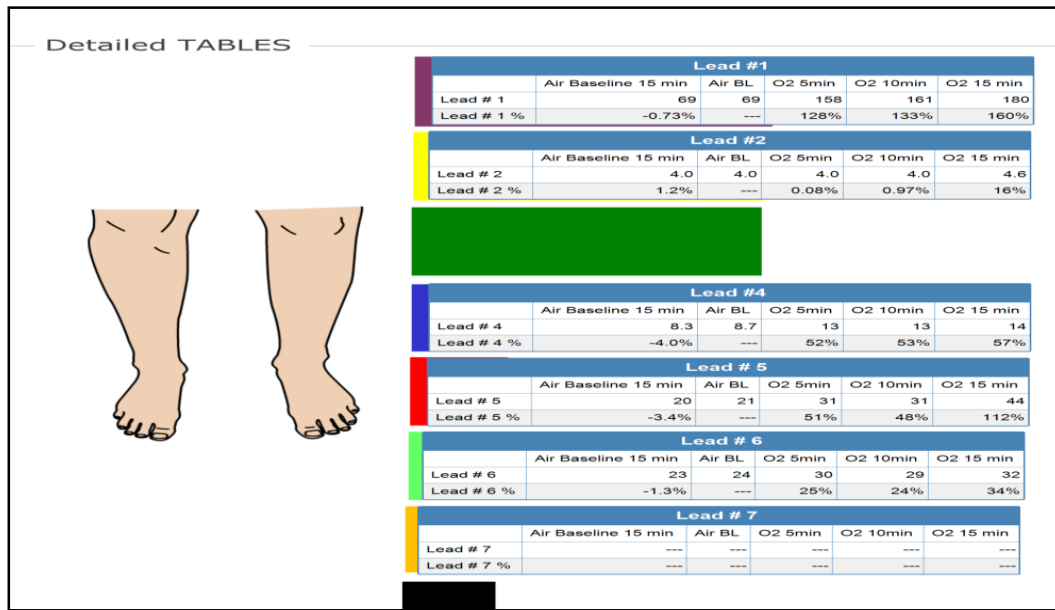 Detailed TABLES
Lead #1
Air Baseline 15 min Air BL O2 5min O2 10min O2 15 min
Lead # 1 69 69 158 161 180
Lead # 1 % -0.73% --- 128% 133% 160%
Lead #2
Air Baseline 15 min Air BL O2 5min O2 10min O2 15 min
Lead # 2 4.0 4.0 4.0 4.0 4.6
Lead # 2 % 1.2% --- 0.08% 0.97% 16%
Lead #4
Air Baseline 15 min Air BL O2 5min O2 10min O2 15 min
Lead # 4 8.3 8.7 13 13 14
Lead # 4 % -4.0% --- 52% 53% 57%
Lead # 5
Air Baseline 15 min Air BL O2 5min O2 10min O2 15 min
Lead # 5 20 21 31 31 44
Lead # 5 % -3.4% --- 51% 48% 112%
Lead # 6
Air Baseline 15 min Air BL O2 5min O2 10min O2 15 min
Lead # 6 23 24 30 29 32
Lead # 6 % -1.3% --- 25% 24% 34%
Lead # 7
Air Baseline 15 min Air BL O2 5min O2 10min O2 15 min
Lead # 7 --- --- --- --- ---
Lead # 7 % --- --- --- --- ---